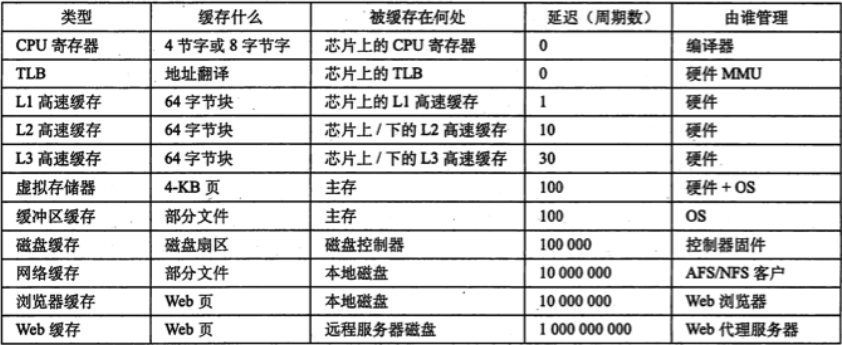 类型 缓存什么 被缓存在何处 延迟（周期数） 由谁管理
CPU 寄存器 4 节字或 8 字节字 芯片上的 CPU 寄存器 0 编译器
TLB 地址翻译 芯片上的 TLB 0 硬件 MMU
L1 高速缓存 64 字节块 芯片上的 L1 高速缓存 1 硬件
L2 高速缓存 64 字节块 芯片上 / 下的 L2 高速缓存 10 硬件
L3 高速缓存 64 字节块 芯片上 / 下的 L3 高速缓存 30 硬件
虚拟存储器 4-KB 页 主存 100 硬件 + OS
缓冲区缓存 部分文件 主存 100 OS
磁盘缓存 磁盘扇区 磁盘控制器 100 000 控制器固件
网络缓存 部分文件 本地磁盘 10 000 000 AFS/NFS 客户
浏览器缓存 Web 页 本地磁盘 10 000 000 Web 浏览器
Web 缓存 Web 页 远程服务器磁盘 1 000 000 000 Web 代理服务器